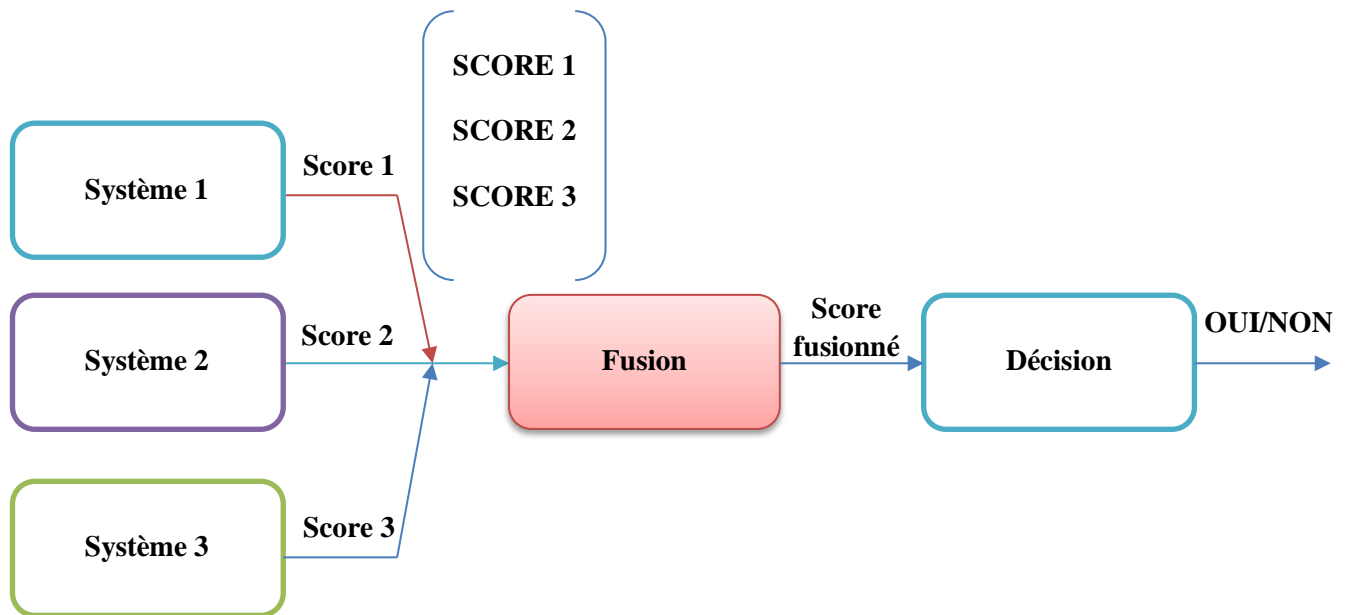 SCORE 1
SCORE 2
SCORE 3
Système 1
Score 1
Système 2
Score 2
Fusion
Score
fusionné
Décision
OUI/NON
Système 3
Score 3